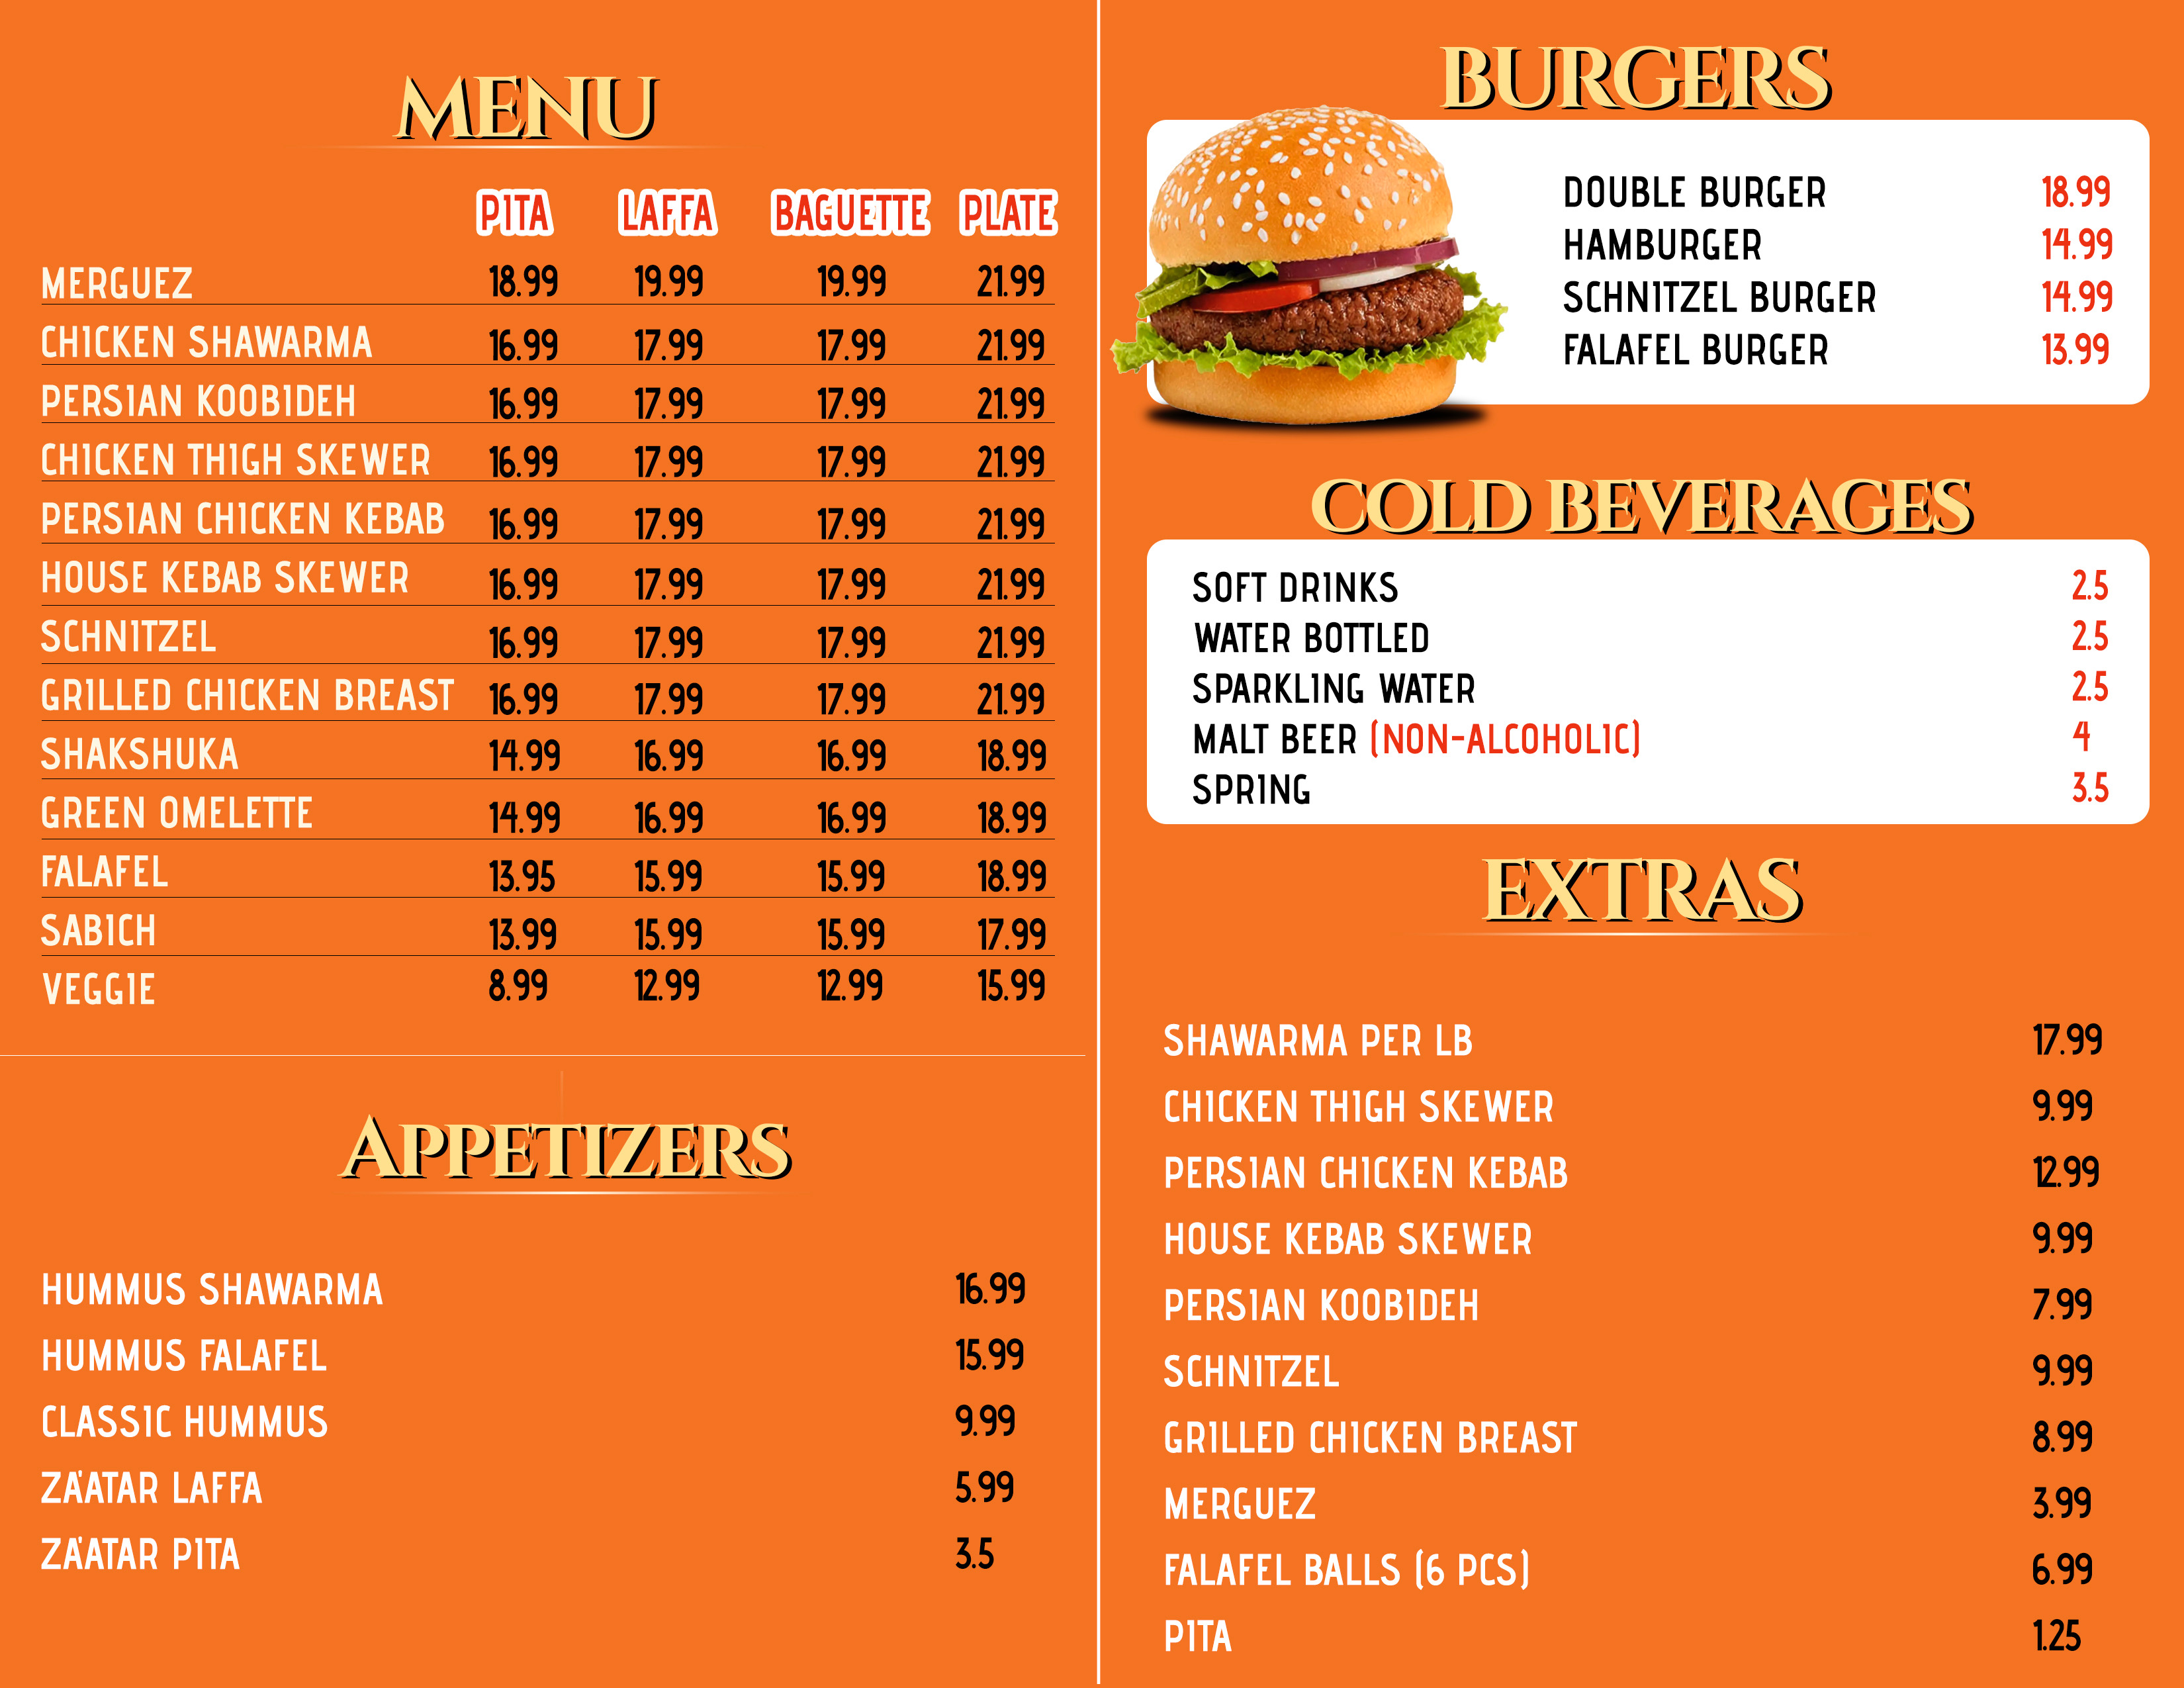 MENU
PITA LAFFA BAGUETTE PLATE
MERGUEZ 18.99 19.99 19.99 21.99
CHICKEN SHAWARMA 16.99 17.99 17.99 21.99
PERSIAN KOOBIDEH 16.99 17.99 17.99 21.99
CHICKEN THIGH SKEWER 16.99 17.99 17.99 21.99
PERSIAN CHICKEN KEBAB 16.99 17.99 17.99 21.99
HOUSE KEBAB SKEWER 16.99 17.99 17.99 21.99
SCHNITZEL 16.99 17.99 17.99 21.99
GRILLED CHICKEN BREAST 16.99 17.99 17.99 21.99
SHAKSHUKA 14.99 16.99 16.99 18.99
GREEN OMELETTE 14.99 16.99 16.99 18.99
FALAFEL 13.95 15.99 15.99 18.99
SABICH 13.99 15.99 15.99 17.99
VEGGIE 8.99 12.99 12.99 15.99
APPETIZERS
HUMMUS SHAWARMA 16.99
HUMMUS FALAFEL 15.99
CLASSIC HUMMUS 9.99
ZA'ATAR LAFFA 5.99
ZA'ATAR PITA 3.5
BURGERS
DOUBLE BURGER 18.99
HAMBURGER 14.99
SCHNITZEL BURGER 14.99
FALAFEL BURGER 13.99
COLD BEVERAGES
SOFT DRINKS 2.5
WATER BOTTLED 2.5
SPARKLING WATER 2.5
MALT BEER (NON-ALCOHOLIC) 4
SPRING 3.5
EXTRAS
SHAWARMA PER LB 17.99
CHICKEN THIGH SKEWER 9.99
PERSIAN CHICKEN KEBAB 12.99
HOUSE KEBAB SKEWER 9.99
PERSIAN KOOBIDEH 7.99
SCHNITZEL 9.99
GRILLED CHICKEN BREAST 8.99
MERGUEZ 3.99
FALAFEL BALLS (6 PCS) 6.99
PITA 1.25